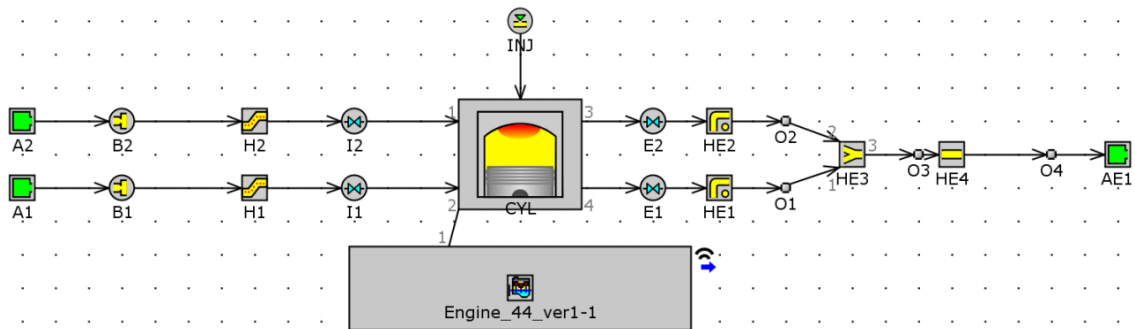 INJ
1 3 2 3
A2 B2 H2 I2 E2 HE2 O2
HE3 O3 HE4 O4 AE1
1
A1 B1 H1 I1 2 CYL 4 E1 HE1 O1
1
Engine_44_ver1-1